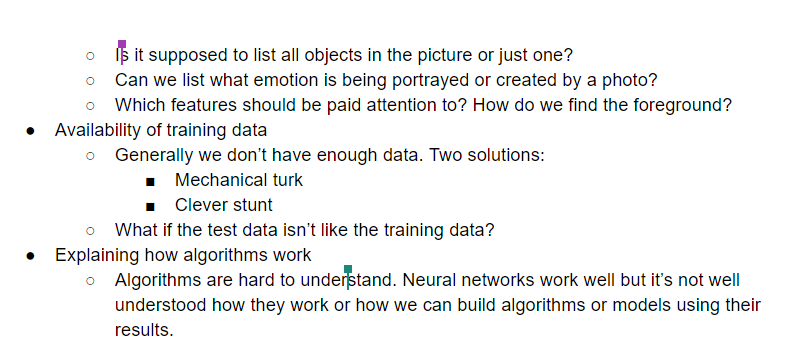 ○ Is it supposed to list all objects in the picture or just one?
○ Can we list what emotion is being portrayed or created by a photo?
○ Which features should be paid attention to? How do we find the foreground?
● Availability of training data
○ Generally we don’t have enough data. Two solutions:
■ Mechanical turk
■ Clever stunt
○ What if the test data isn’t like the training data?
● Explaining how algorithms work
○ Algorithms are hard to understand. Neural networks work well but it’s not well
understood how they work or how we can build algorithms or models using their
results.